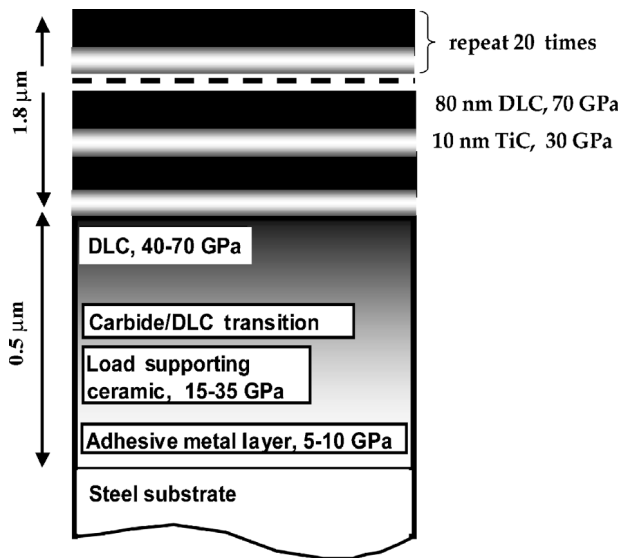 repeat 20 times
1.8 μm
80 nm DLC, 70 GPa
10 nm TiC, 30 GPa
DLC, 40-70 GPa
0.5 μm
Carbide/DLC transition
Load supporting
ceramic, 15-35 GPa
Adhesive metal layer, 5-10 GPa
Steel substrate